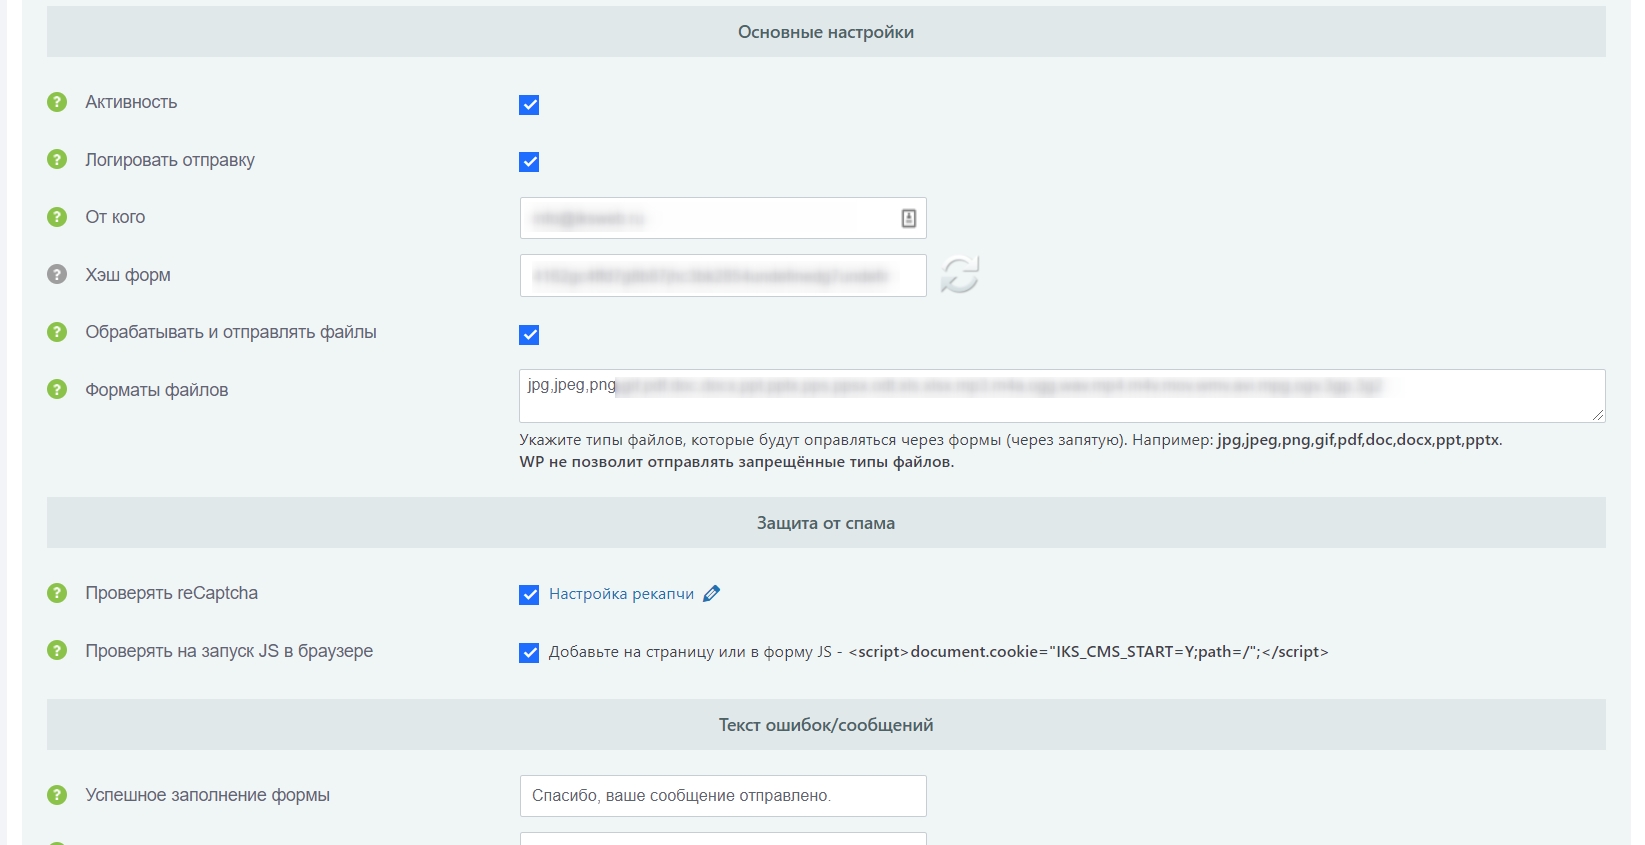 Основные настройки
Активность
Логировать отправку
От кого
Хэш форм
Обрабатывать и отправлять файлы
Форматы файлов
jpg,jpeg,png
Укажите типы файлов, которые будут оправляться через формы (через запятую). Например: jpg,jpeg,png,gif,pdf,doc,docx,ppt,pptx.
WP не позволит отправлять запрещённые типы файлов.
Защита от спама
Проверять reCaptcha
Настройка рекапчи
Проверять на запуск JS в браузере
Добавьте на страницу или в форму JS - <script>document.cookie="IKS_CMS_START=Y;path=/";</script>
Текст ошибок/сообщений
Успешное заполнение формы
Спасибо, ваше сообщение отправлено.